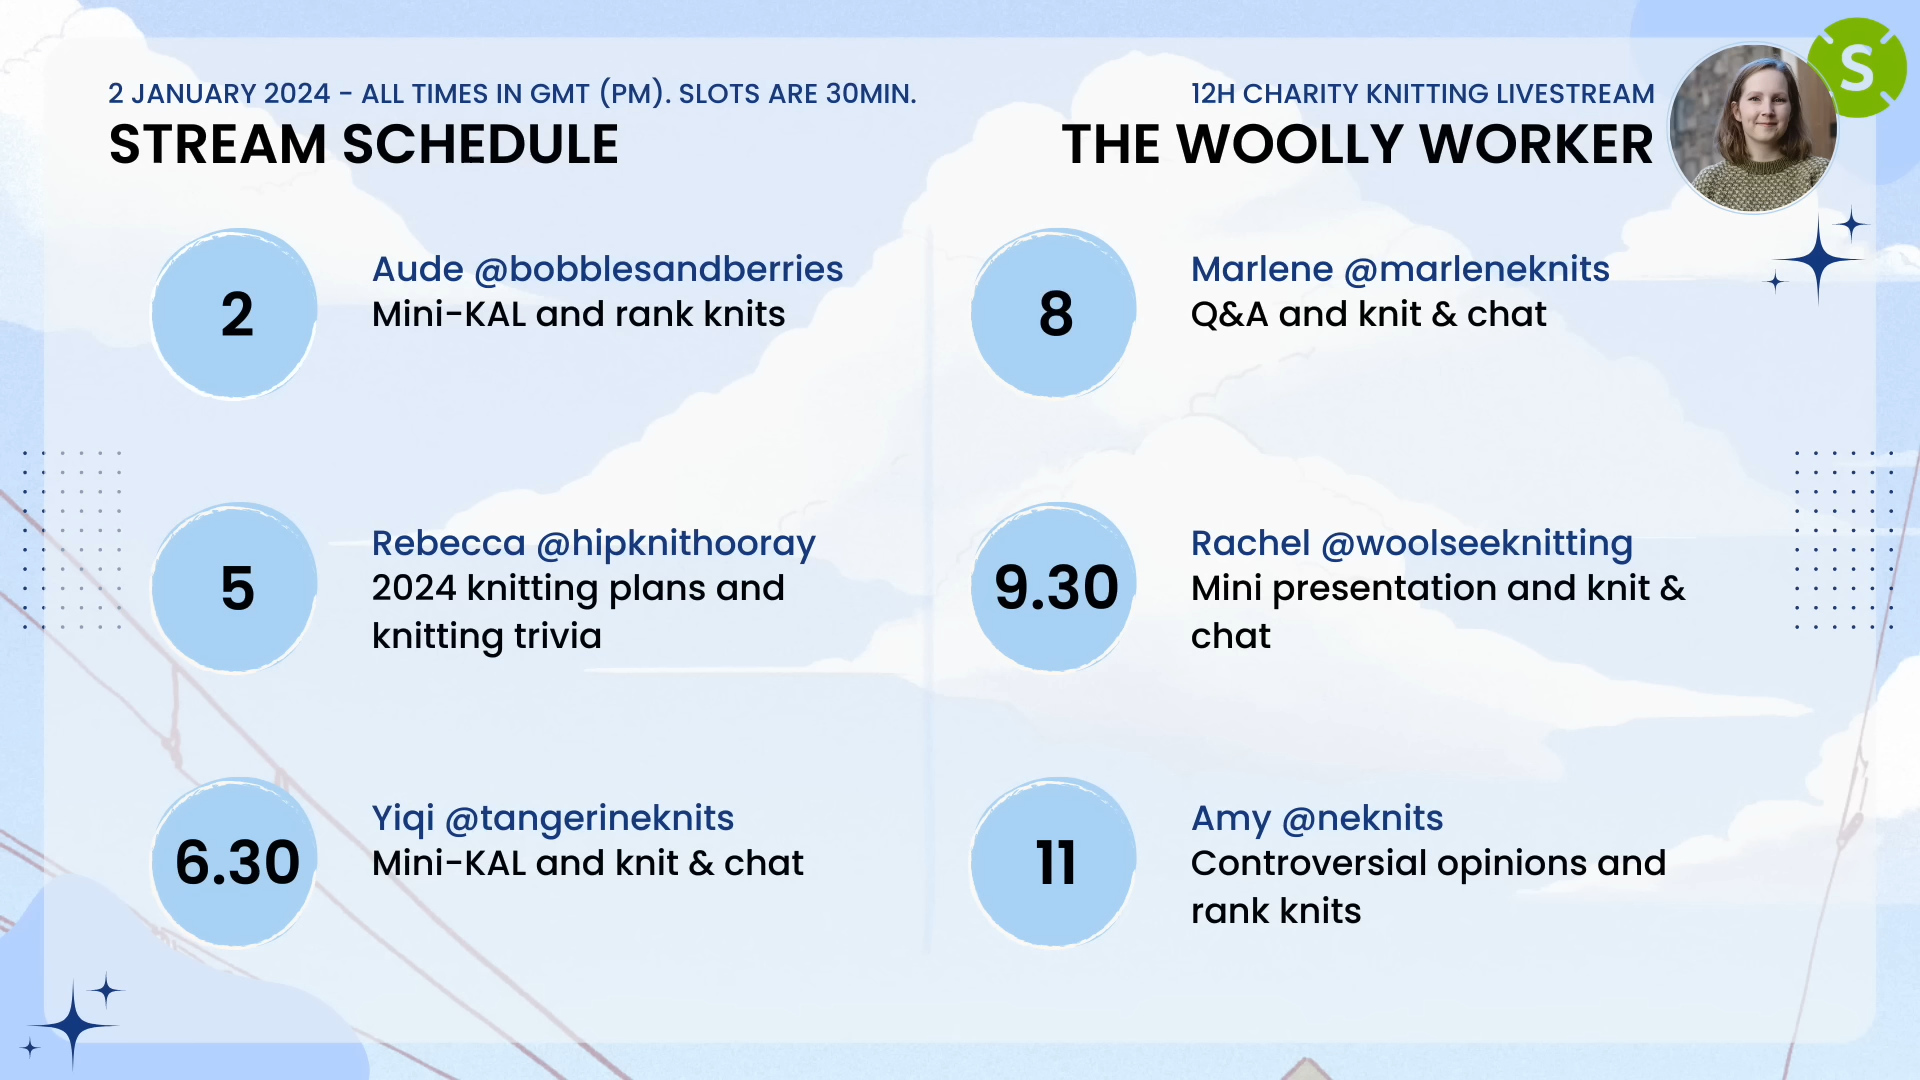 2 JANUARY 2024 - ALL TIMES IN GMT (PM). SLOTS ARE 30MIN.
STREAM SCHEDULE
12H CHARITY KNITTING LIVESTREAM
THE WOOLLY WORKER
S
2
Aude @bobblesandberries
Mini-KAL and rank knits
5
Rebecca @hipknithooray
2024 knitting plans and
knitting trivia
6.30
Yiqi @tangerineknits
Mini-KAL and knit & chat
8
Marlene @marleneknits
Q&A and knit & chat
9.30
Rachel @woolseeknitting
Mini presentation and knit &
chat
11
Amy @neknits
Controversial opinions and
rank knits